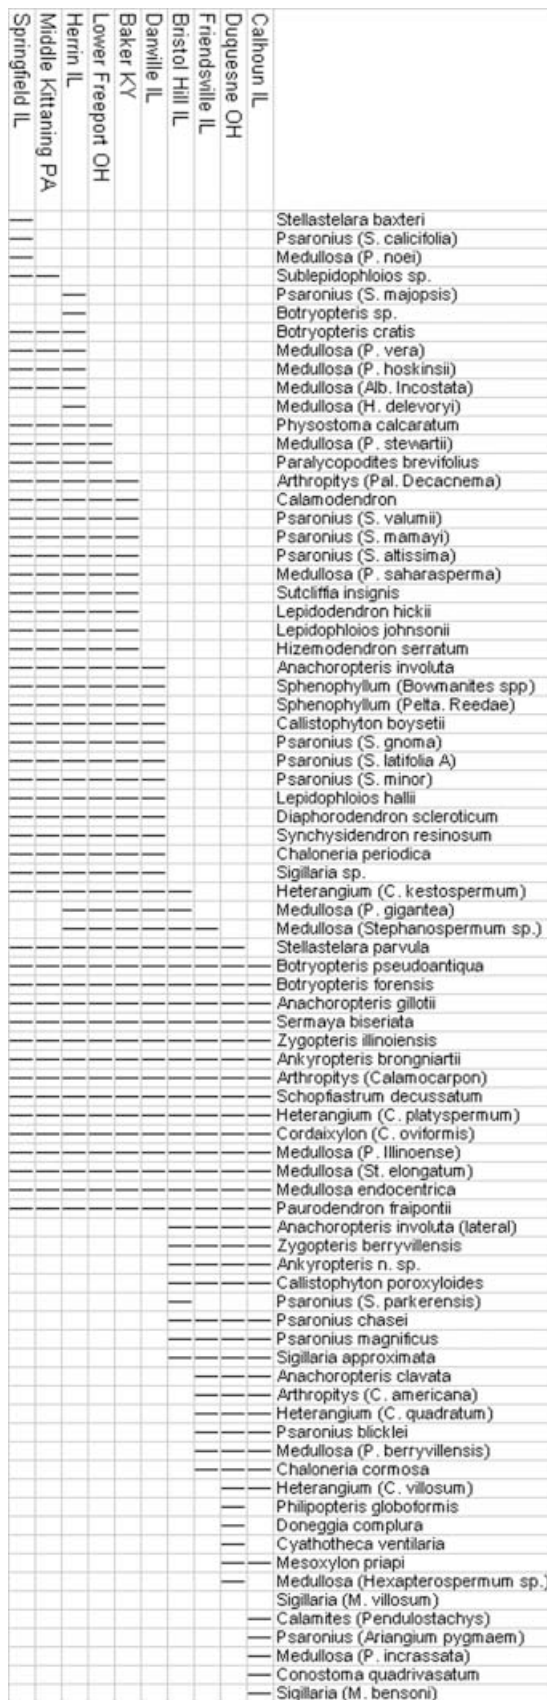 Springfield IL
Middle Kittaning PA
Herrin IL
Lower Freeport OH
Baker KY
Danville IL
Bristol Hill IL
Friendsville IL
Duquesne OH
Calhoun IL
Stellastelara baxteri
Psaronius (S. calicifolia)
Medullosa (P. noei)
Sublepidophloios sp.
Psaronius (S. majopsis)
Botryopteris sp.
Botryopteris cratis
Medullosa (P. vera)
Medullosa (P. hoskinsii)
Medullosa (Alb. Incostata)
Medullosa (H. delevoryi)
Physostoma calcaratum
Medullosa (P. stewartii)
Paralycopodites brevifolius
Arthropitys (Pal. Decacnema)
Calamodendron
Psaronius (S. valumii)
Psaronius (S. mamayi)
Psaronius (S. altissima)
Medullosa (P. saharasperma)
Sutcliffia insignis
Lepidodendron hickii
Lepidophloios johnsonii
Hizemodendron serratum
Anachoropteris involuta
Sphenophyllum (Bowmanites spp)
Sphenophyllum (Pelta. Reedae)
Callistophyton boysetii
Psaronius (S. gnoma)
Psaronius (S. latifolia A)
Psaronius (S. minor)
Lepidophloios hallii
Diaphorodendron scleroticum
Synchysidendron resinosum
Chaloneria periodica
Sigillaria sp.
Heterangium (C. kestospermum)
Medullosa (P. gigantea)
Medullosa (Stephanospermum sp.)
Stellastelara parvula
Botryopteris pseudoantiqua
Botryopteris forensis
Anachoropteris gillotii
Sermaya biseriata
Zygopteris illinoiensis
Ankyropteris brongniartii
Arthropitys (Calamocarpon)
Schopfiastrum decussatum
Heterangium (C. platyspermum)
Cordaixylon (C. oviformis)
Medullosa (P. Illinoense)
Medullosa (St. elongatum)
Medullosa endocentrica
Paurodendron fraipontii
Anachoropteris involuta (lateral)
Zygopteris berryvillensis
Ankyropteris n. sp.
Callistophyton poroxyloides
Psaronius (S. parkerensis)
Psaronius chasei
Psaronius magnificus
Sigillaria approximata
Anachoropteris clavata
Arthropitys (C. americana)
Heterangium (C. quadratum)
Psaronius blicklei
Medullosa (P. berryvillensis)
Chaloneria cormosa
Heterangium (C. villosum)
Philipopteris globoformis
Doneggia complura
Cyathotheca ventilaria
Mesoxylon priapi
Medullosa (Hexapterospermum sp.)
Sigillaria (M. villosum)
Calamites (Pendulostachys)
Psaronius (Ariangium pygmaem)
Medullosa (P. incrassata)
Conostoma quadrivasatum
Sigillaria (M. bensoni)